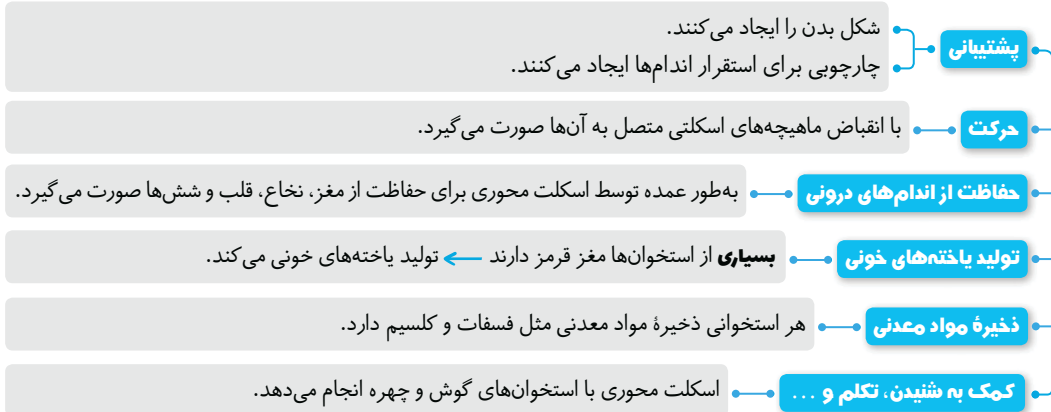 پشتیبانی
شکل بدن را ایجاد می‌کنند.
چارچوبی برای استقرار اندام‌ها ایجاد می‌کنند.
حرکت با انقباض ماهیچه‌های اسکلتی متصل به آن‌ها صورت می‌گیرد.
حفاظت از اندام‌های درونی به‌طور عمده توسط اسکلت محوری برای حفاظت از مغز، نخاع، قلب و شش‌ها صورت می‌گیرد.
تولید یاخته‌های خونی بسیاری از استخوان‌ها مغز قرمز دارند ← تولید یاخته‌های خونی می‌کند.
ذخیرۀ مواد معدنی هر استخوانی ذخیرۀ مواد معدنی مثل فسفات و کلسیم دارد.
کمک به شنیدن، تکلم و ... اسکلت محوری با استخوان‌های گوش و چهره انجام می‌دهد.